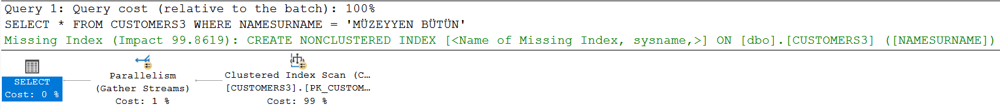 Query 1: Query cost (relative to the batch): 100%
SELECT * FROM CUSTOMERS3 WHERE NAMESURNAME = 'MÜZEYYEN BÜTÜN'
Missing Index (Impact 99.8619): CREATE NONCLUSTERED INDEX [<Name of Missing Index, sysname,>] ON [dbo].[CUSTOMERS3] ([NAMESURNAME])
SELECT
Cost: 0 %
Parallelism
(Gather Streams)
Cost: 1 %
Clustered Index Scan (C…
[CUSTOMERS3].[PK_CUSTOM…
Cost: 99 %